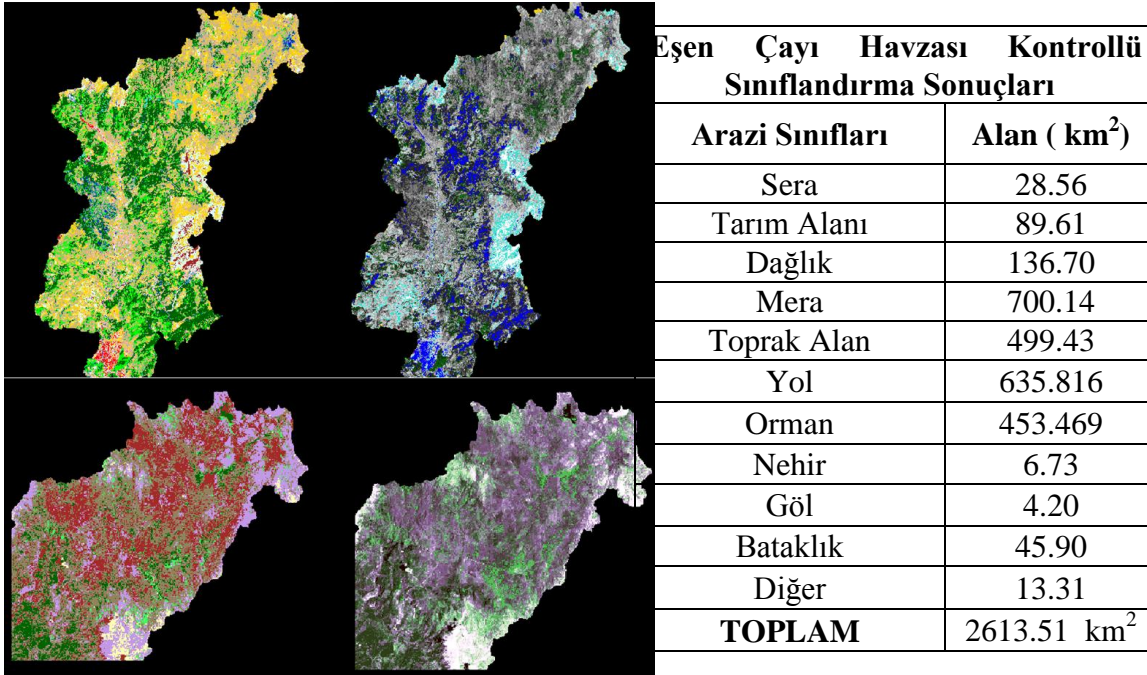 Eşen Çayı Havzası Kontrollü
Sınıflandırma Sonuçları
Arazi Sınıfları Alan ( km²)
Sera 28.56
Tarım Alanı 89.61
Dağlık 136.70
Mera 700.14
Toprak Alan 499.43
Yol 635.816
Orman 453.469
Nehir 6.73
Göl 4.20
Bataklık 45.90
Diğer 13.31
TOPLAM 2613.51 km²